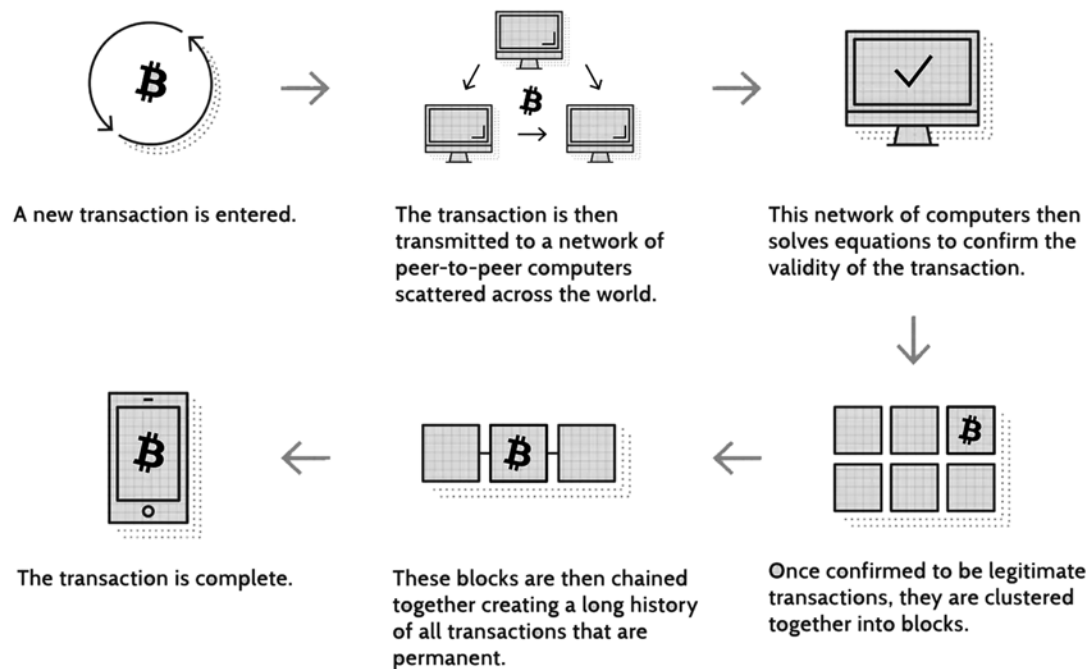 A new transaction is entered.
The transaction is then
transmitted to a network of
peer-to-peer computers
scattered across the world.
This network of computers then
solves equations to confirm the
validity of the transaction.
Once confirmed to be legitimate
transactions, they are clustered
together into blocks.
These blocks are then chained
together creating a long history
of all transactions that are
permanent.
The transaction is complete.